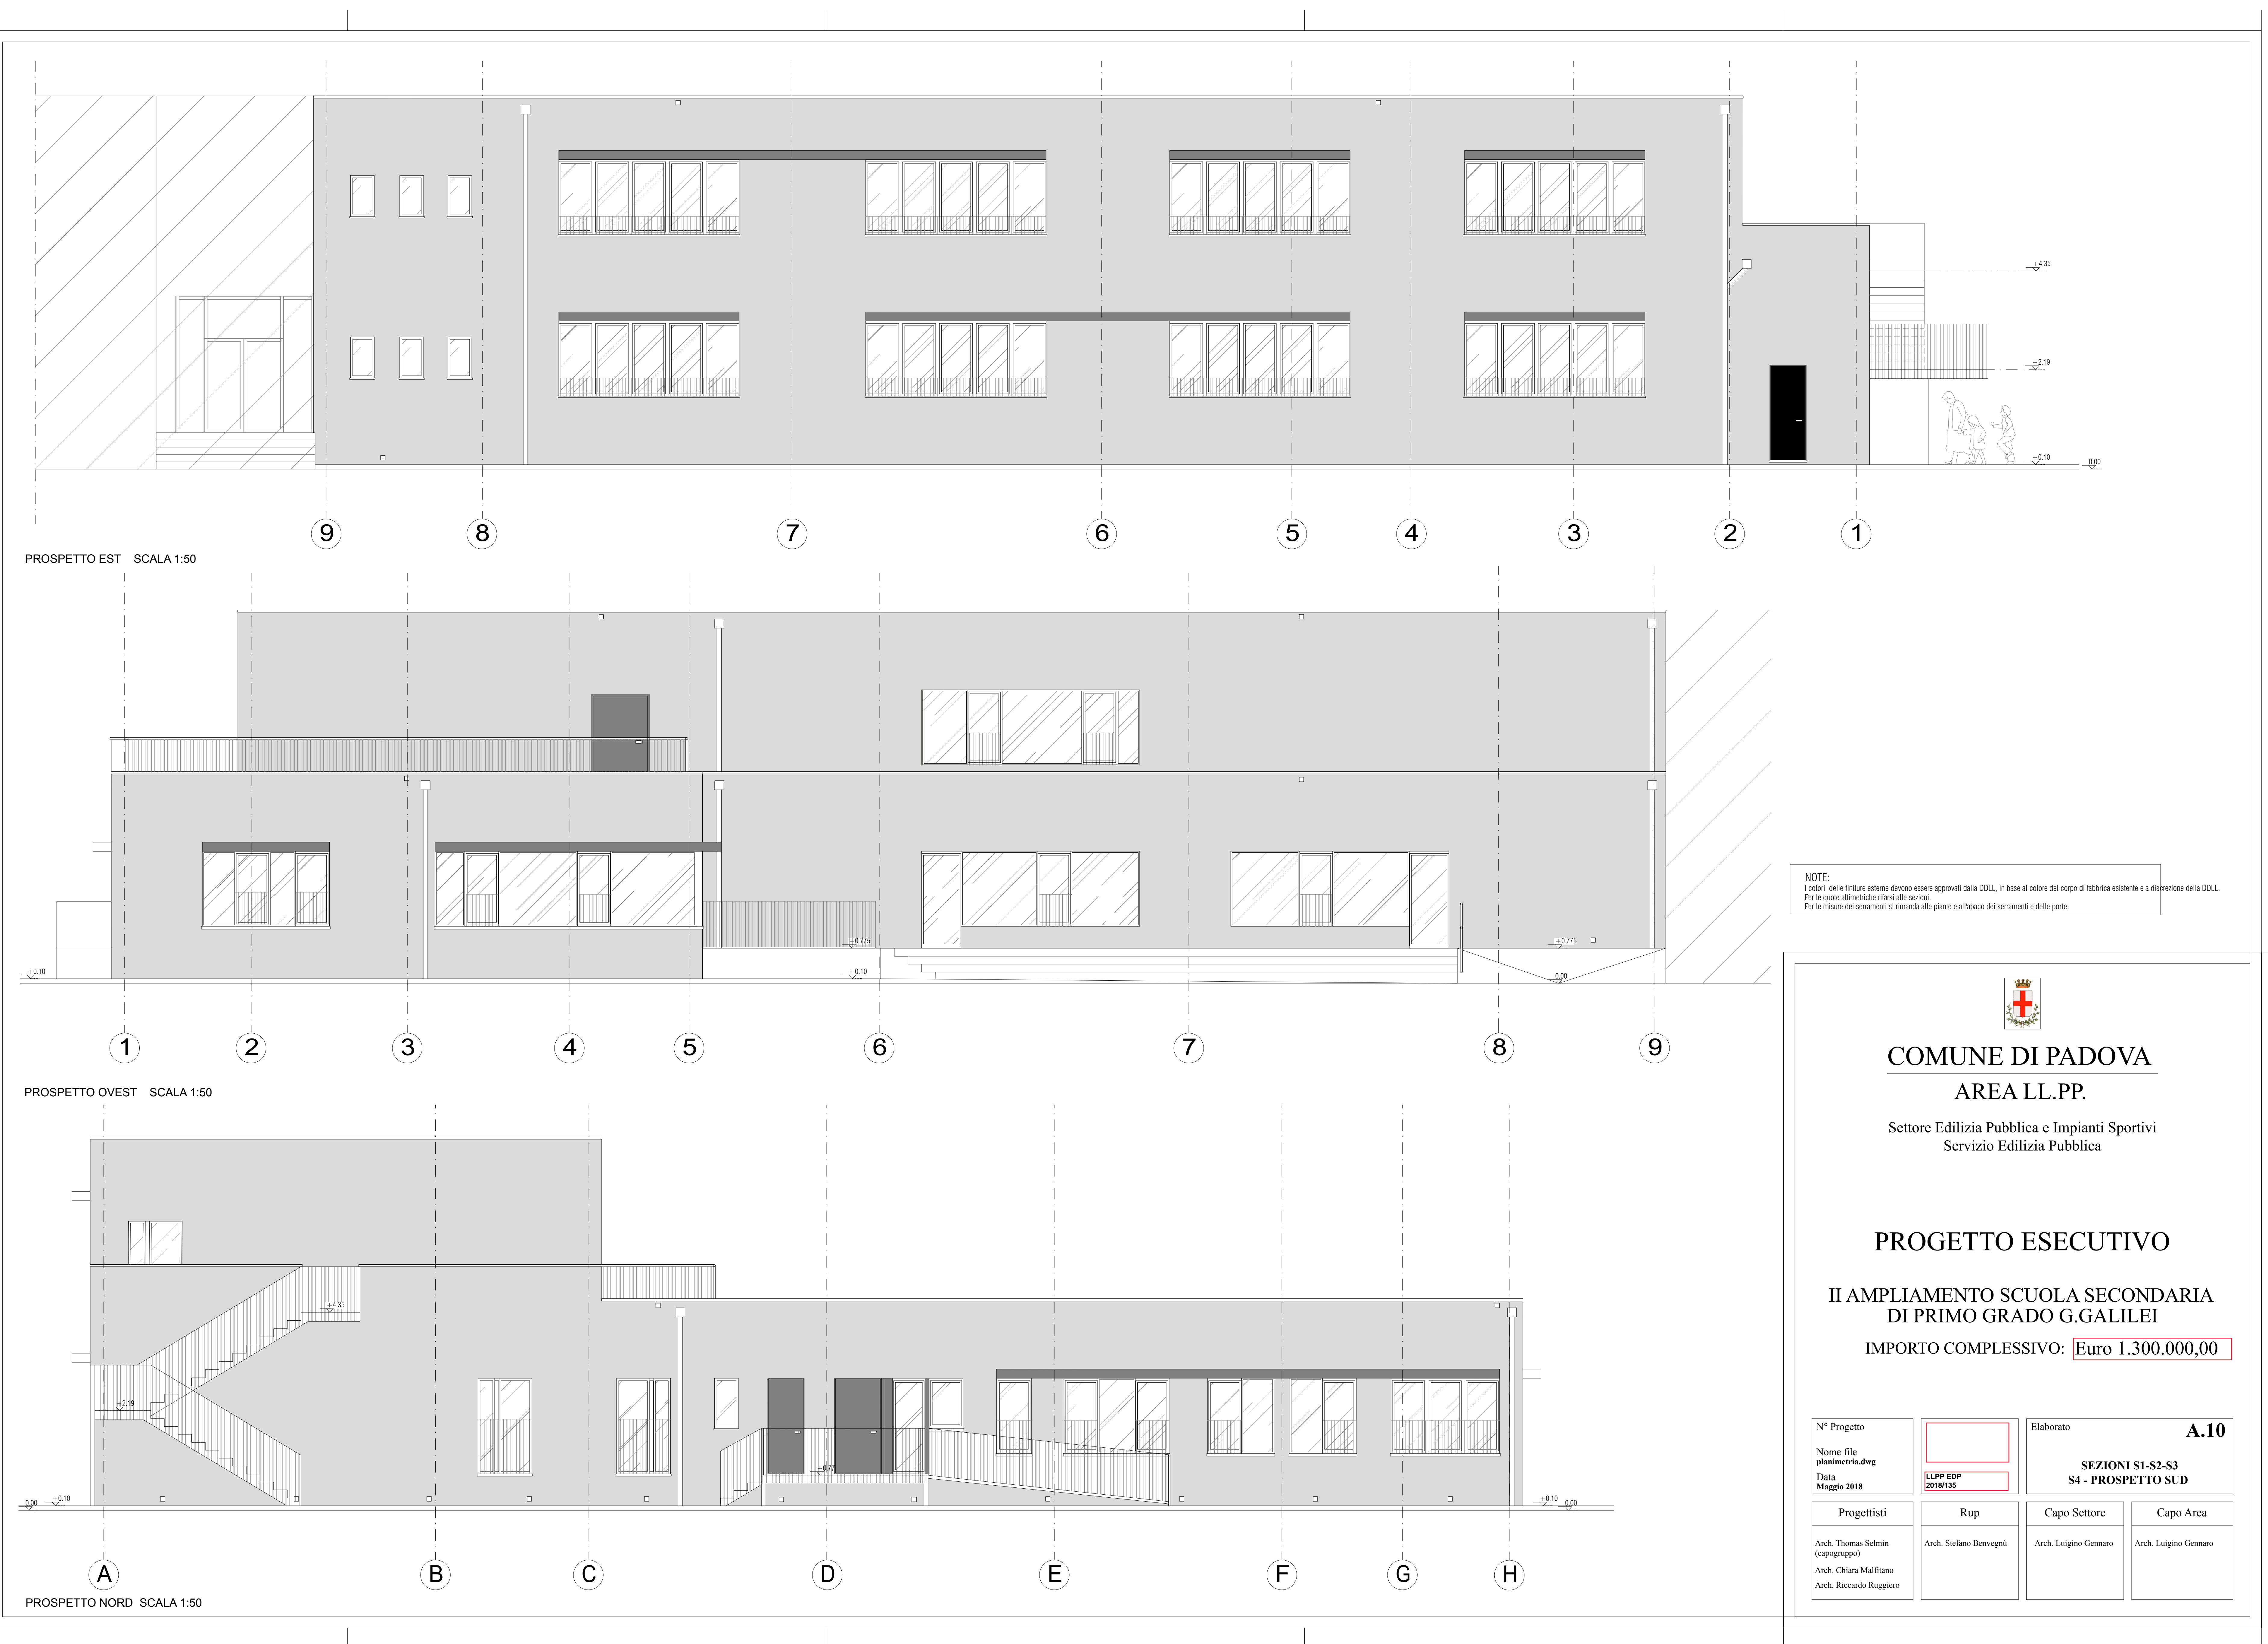 +4.35
+2.19
+0.10
0.00
9 8 7 6 5 4 3 2 1
PROSPETTO EST SCALA 1:50
+0.10
+0.775
+0.10
+0.775
0.00
1 2 3 4 5 6 7 8 9
PROSPETTO OVEST SCALA 1:50
+4.35
+2.19
+0.77
0.00
+0.10
+0.10
0.00
A B C D E F G H
PROSPETTO NORD SCALA 1:50
NOTE:
I colori delle finiture esterne devono essere approvati dalla DDLL, in base al colore del corpo di fabbrica esistente e a discrezione della DDLL.
Per le quote altimetriche rifarsi alle sezioni.
Per le misure dei serramenti si rimanda alle piante e all'abaco dei serramenti e delle porte.
COMUNE DI PADOVA
AREA LL.PP.
Settore Edilizia Pubblica e Impianti Sportivi
Servizio Edilizia Pubblica
PROGETTO ESECUTIVO
II AMPLIAMENTO SCUOLA SECONDARIA
DI PRIMO GRADO G.GALILEI
IMPORTO COMPLESSIVO: Euro 1.300.000,00
N° Progetto
Nome file
planimetria.dwg
Data
Maggio 2018
LLPP EDP
2018/135
Elaborato
A.10
SEZIONI S1-S2-S3
S4 - PROSPETTO SUD
Progettisti
Arch. Thomas Selmin
(capogruppo)
Arch. Chiara Malfitano
Arch. Riccardo Ruggiero
Rup
Arch. Stefano Benvegnù
Capo Settore
Arch. Luigino Gennaro
Capo Area
Arch. Luigino Gennaro